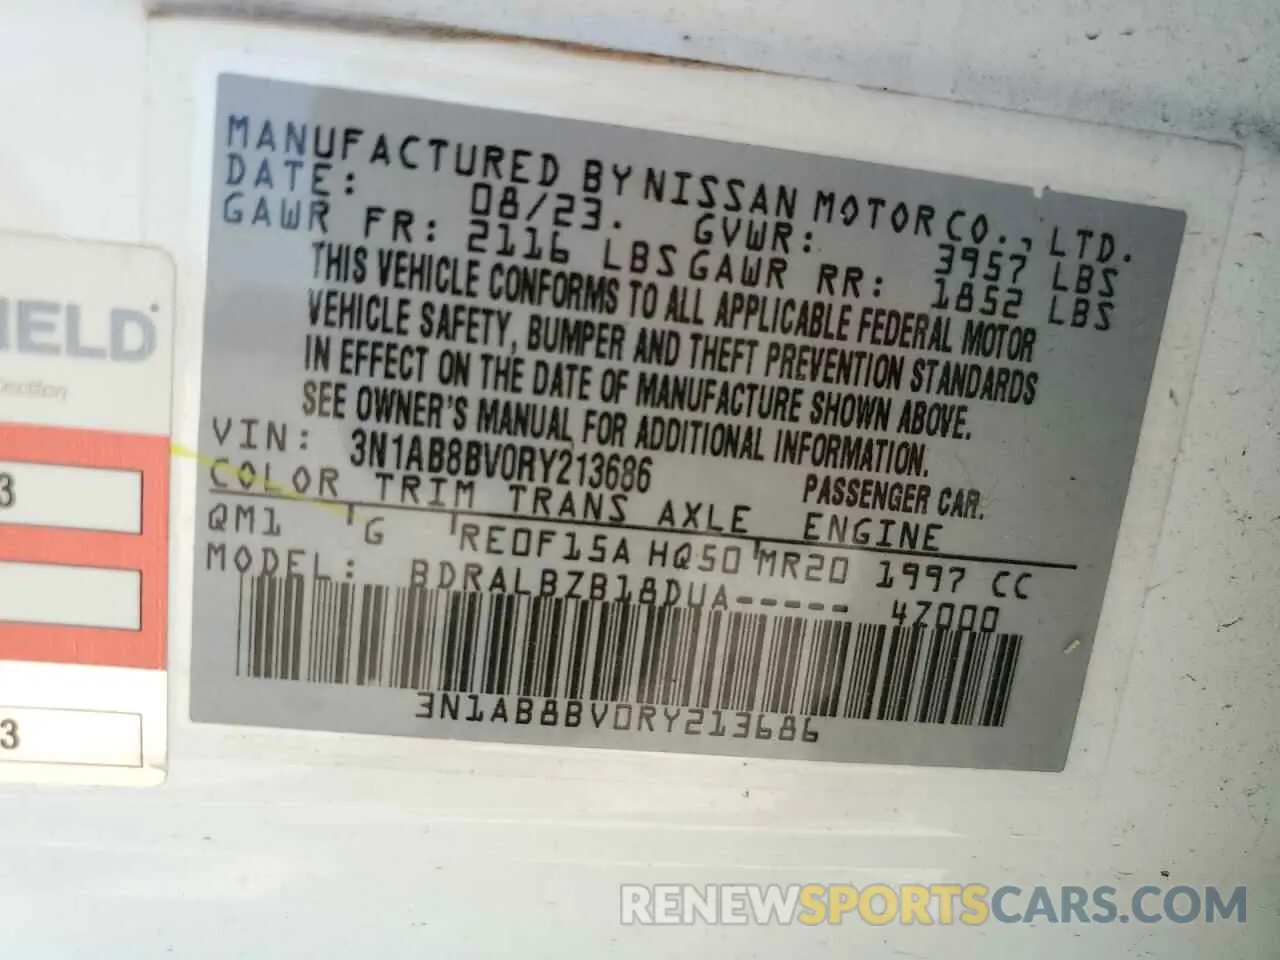 MANUFACTURED BY NISSAN MOTOR CO., LTD.
DATE: 08/23. GVWR: 3957 LBS
GAWR FR: 2116 LBS GAWR RR: 1852 LBS
THIS VEHICLE CONFORMS TO ALL APPLICABLE FEDERAL MOTOR
VEHICLE SAFETY, BUMPER AND THEFT PREVENTION STANDARDS
IN EFFECT ON THE DATE OF MANUFACTURE SHOWN ABOVE.
SEE OWNER'S MANUAL FOR ADDITIONAL INFORMATION.
VIN: 3N1AB8BV0RY213686 PASSENGER CAR.
COLOR TRIM TRANS AXLE ENGINE
QM1 G RE0F15A HQ50 MR20 1997 CC
MODEL: BDRALBZB18DUA----- 4Z000
3N1AB8BV0RY213686
IELD
ection
3
3
RENEWSPORTSCARS.COM